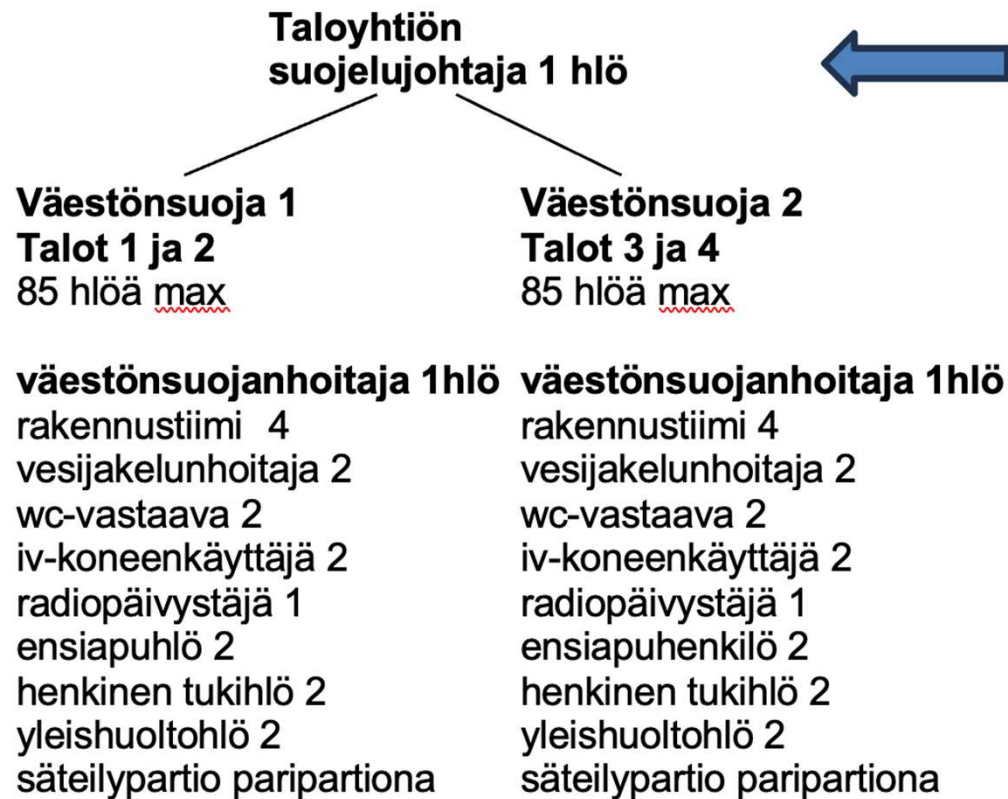 Taloyhtiön
suojelujohtaja 1 hlö
Väestönsuoja 1
Talot 1 ja 2
85 hlöä max
väestönsuojanhoitaja 1hlö
rakennustiimi 4
vesijakelunhoitaja 2
wc-vastaava 2
iv-koneenkäyttäjä 2
radiopäivystäjä 1
ensiapuhlö 2
henkinen tukihlö 2
yleishuoltohlö 2
säteilypartio paripartiona
Väestönsuoja 2
Talot 3 ja 4
85 hlöä max
väestönsuojanhoitaja 1hlö
rakennustiimi 4
vesijakelunhoitaja 2
wc-vastaava 2
iv-koneenkäyttäjä 2
radiopäivystäjä 1
ensiapuhenkilö 2
henkinen tukihlö 2
yleishuoltohlö 2
säteilypartio paripartiona